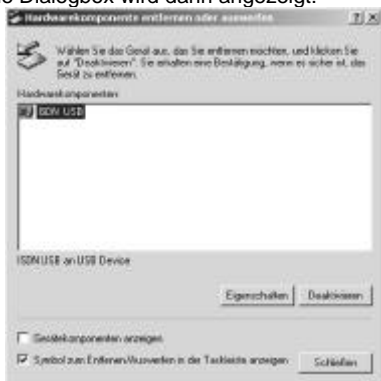 e Dialogbox wird dann angezeigt:
Hardwarekomponente entfernen oder auswerfen
Wählen Sie das Gerät aus, das Sie entfernen möchten, und klicken Sie
auf "Deaktivieren". Sie erhalten eine Bestätigung, wenn es sicher ist, das
Gerät zu entfernen.
Hardwarekomponenten:
ISDN USB
ISDN USB an USB Device
Eigenschaften
Deaktivieren
Gerätekomponenten anzeigen
Symbol zum Entfernen/Auswerfen in der Taskleiste anzeigen
Schließen